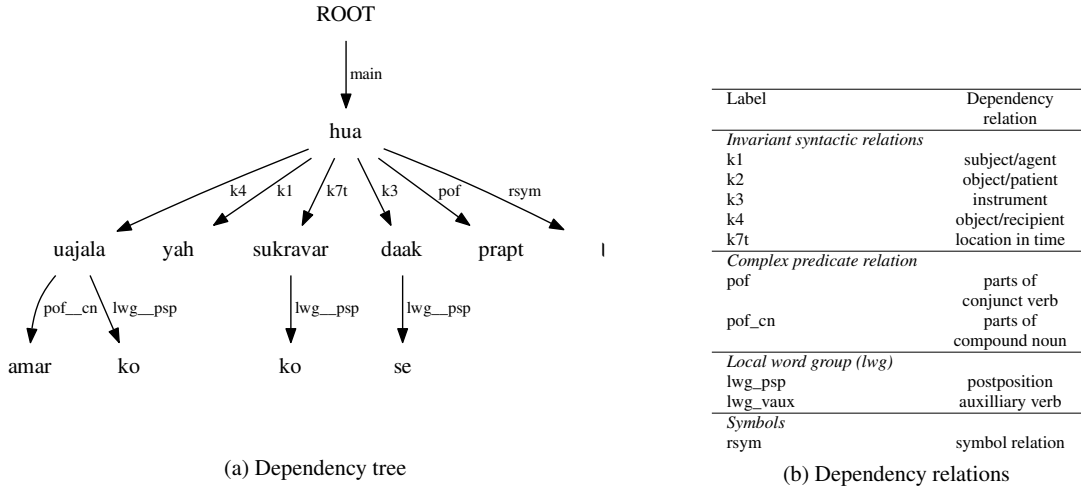 ROOT
main
hua
k4 k1 k7t k3 pof rsym
uajala yah sukravar daak prapt।
pof__cn lwg__psp lwg__psp lwg__psp
amar ko ko se
(a) Dependency tree
Label Dependency
relation
Invariant syntactic relations
k1 subject/agent
k2 object/patient
k3 instrument
k4 object/recipient
k7t location in time
Complex predicate relation
pof parts of
conjunct verb
pof_cn parts of
compound noun
Local word group (lwg)
lwg_psp postposition
lwg_vaux auxilliary verb
Symbols
rsym symbol relation
(b) Dependency relations